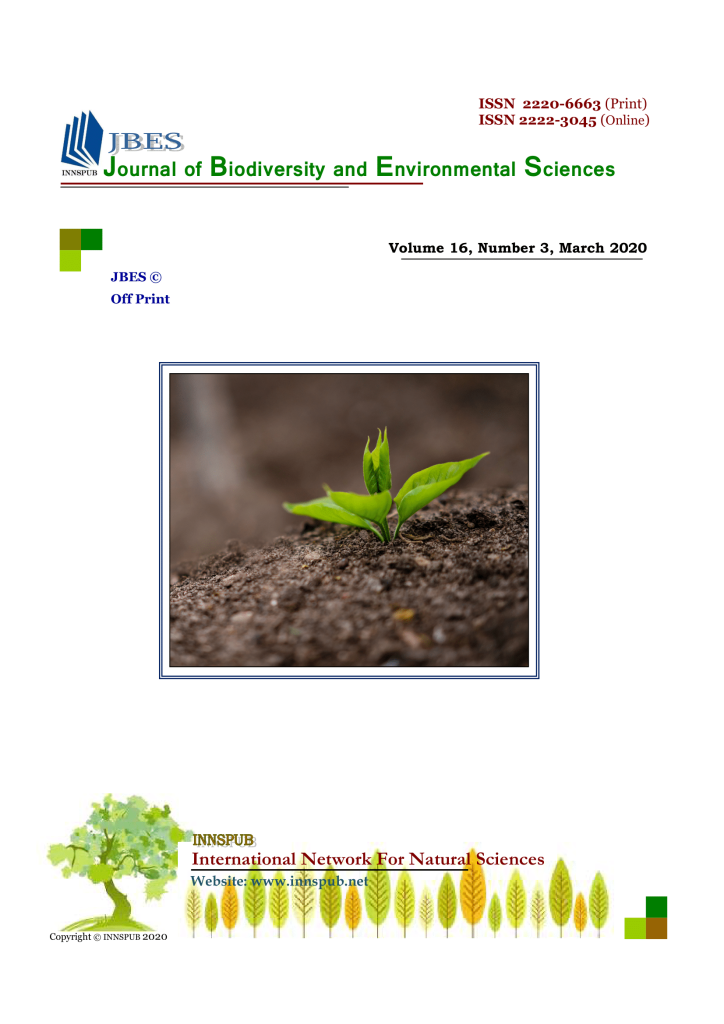 ISSN 2220-6663 (Print)
ISSN 2222-3045 (Online)
JBES
INNSPUB
Journal of Biodiversity and Environmental Sciences
Volume 16, Number 3, March 2020
JBES ©
Off Print
INNSPUB
International Network For Natural Sciences
Website: www.innspub.net
Copyright © INNSPUB 2020